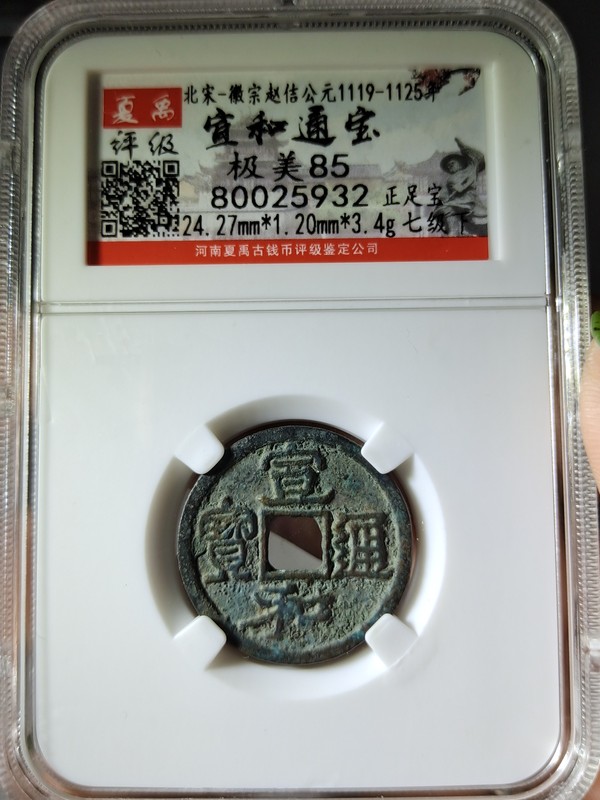 夏禹
评级
北宋-徽宗赵佶公元1119-1125年
宣和通宝
极美85
80025932 正足宝
24.27mm*1.20mm*3.4g 七级下
河南夏禹古钱币评级鉴定公司
宣
和
通
寶